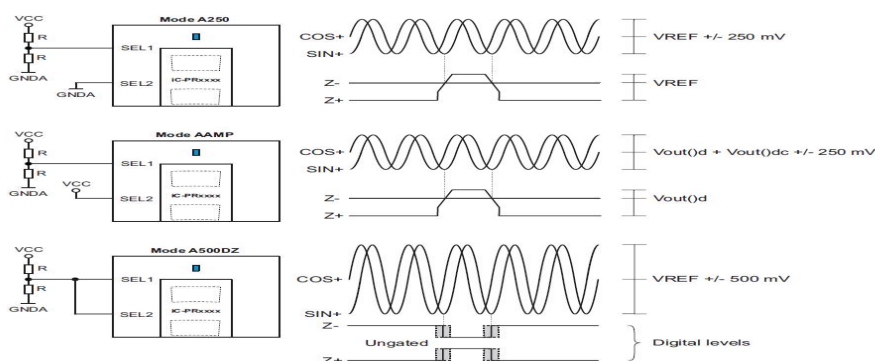 Mode A250
VCC
R
R
GNDA
GNDA
SEL1
SEL2
iC-PRxxxx
COS+
SIN+
Z-
Z+
VREF +/- 250 mV
VREF
Mode AAMP
VCC
R
R
GNDA
VCC
SEL1
SEL2
iC-PRxxxx
COS+
SIN+
Z-
Z+
Vout()d + Vout()dc +/- 250 mV
Vout()d
Mode A500DZ
VCC
R
R
GNDA
SEL1
SEL2
iC-PRxxxx
COS+
SIN+
Z-
Ungated
Z+
VREF +/- 500 mV
Digital levels